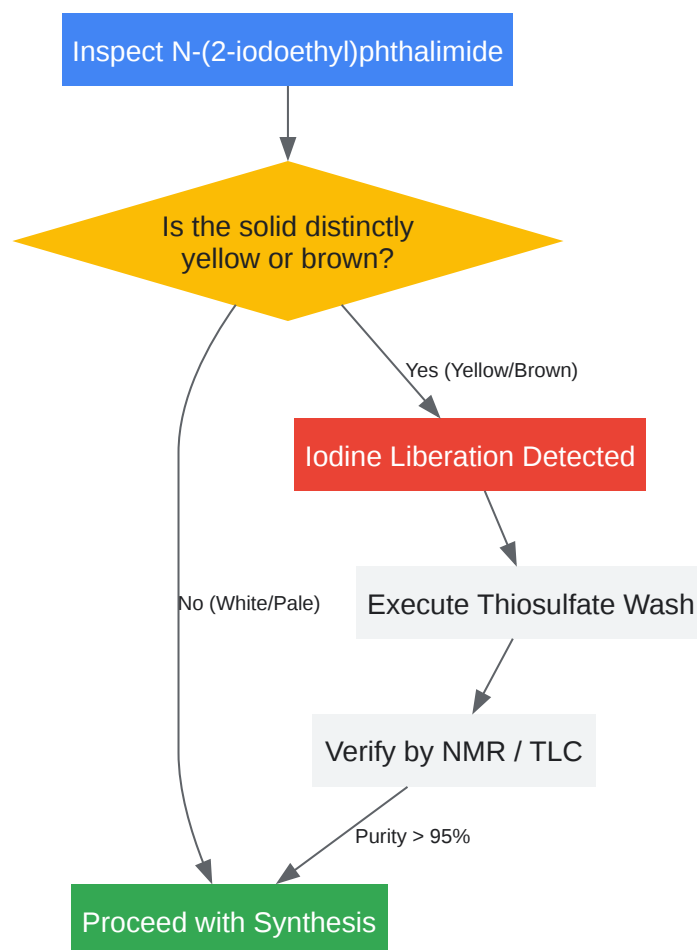 Inspect N-(2-iodoethyl)phthalimide
Is the solid distinctly
yellow or brown?
Yes (Yellow/Brown)
Iodine Liberation Detected
No (White/Pale)
Execute Thiosulfate Wash
Verify by NMR / TLC
Purity > 95%
Proceed with Synthesis